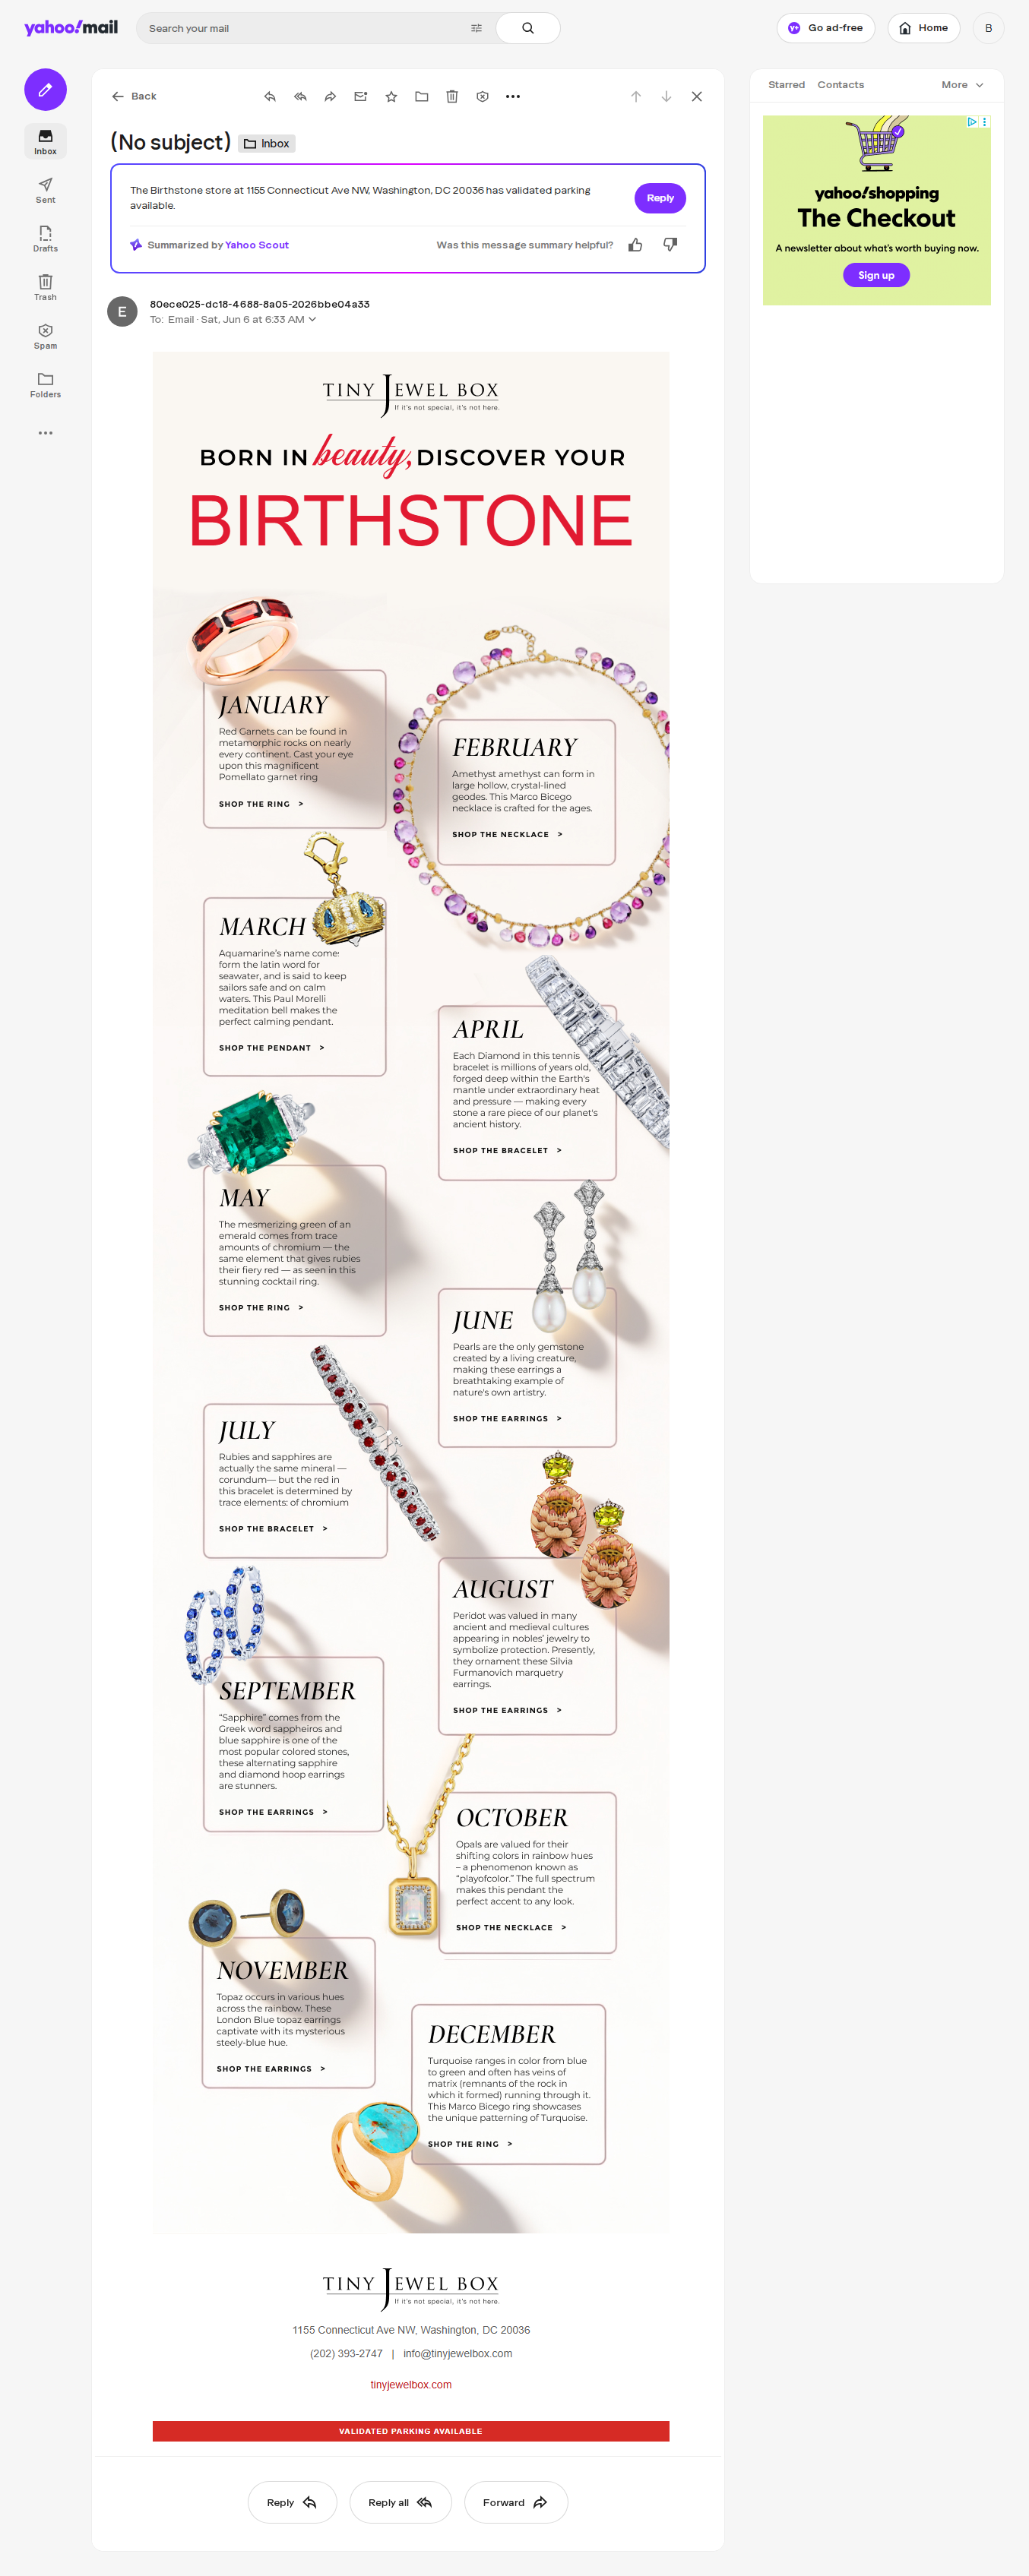 yahoo!mail
Search your mail
Go ad-free
Home
B
Inbox
Sent
Drafts
Trash
Spam
Folders
Back
(No subject)
Inbox
The Birthstone store at 1155 Connecticut Ave NW, Washington, DC 20036 has validated parking
available.
Reply
Summarized by Yahoo Scout
Was this message summary helpful?
E
80ece025-dc18-4688-8a05-2026bbe04a33
To: Email · Sat, Jun 6 at 6:33 AM
Starred
Contacts
More
yahoo!shopping
The Checkout
A newsletter about what's worth buying now.
Sign up
TINY JEWEL BOX
If it's not special, it's not here.
BORN IN beauty, DISCOVER YOUR
BIRTHSTONE
JANUARY
Red Garnets can be found in
metamorphic rocks on nearly
every continent. Cast your eye
upon this magnificent
Pomellato garnet ring
SHOP THE RING >
FEBRUARY
Amethyst amethyst can form in
large hollow, crystal-lined
geodes. This Marco Bicego
necklace is crafted for the ages.
SHOP THE NECKLACE >
MARCH
Aquamarine's name come
form the latin word for
seawater, and is said to keep
sailors safe and on calm
waters. This Paul Morelli
meditation bell makes the
perfect calming pendant.
SHOP THE PENDANT >
APRIL
Each Diamond in this tennis
bracelet is millions of years old,
forged deep within the Earth's
mantle under extraordinary heat
and pressure — making every
stone a rare piece of our planet's
ancient history.
SHOP THE BRACELET >
MAY
The mesmerizing green of an
emerald comes from trace
amounts of chromium — the
same element that gives rubies
their fiery red — as seen in this
stunning cocktail ring.
SHOP THE RING >
JUNE
Pearls are the only gemstone
created by a living creature,
making these earrings a
breathtaking example of
nature's own artistry.
SHOP THE EARRINGS >
JULY
Rubies and sapphires are
actually the same mineral —
corundum— but the red in
this bracelet is determined by
trace elements: of chromium
SHOP THE BRACELET >
AUGUST
Peridot was valued in many
ancient and medieval cultures
appearing in nobles' jewelry to
symbolize protection. Presently,
they ornament these Silvia
Furmanovich marquetry
earrings.
SHOP THE EARRINGS >
SEPTEMBER
"Sapphire" comes from the
Greek word sappheiros and
blue sapphire is one of the
most popular colored stones,
these alternating sapphire
and diamond hoop earrings
are stunners.
SHOP THE EARRINGS >
OCTOBER
Opals are valued for their
shifting colors in rainbow hues
– a phenomenon known as
"playofcolor." The full spectrum
makes this pendant the
perfect accent to any look.
SHOP THE NECKLACE >
NOVEMBER
Topaz occurs in various hues
across the rainbow. These
London Blue topaz earrings
captivate with its mysterious
steely-blue hue.
SHOP THE EARRINGS >
DECEMBER
Turquoise ranges in color from blue
to green and often has veins of
matrix (remnants of the rock in
which it formed) running through it.
This Marco Bicego ring showcases
the unique patterning of Turquoise.
SHOP THE RING >
TINY JEWEL BOX
If it's not special, it's not here.
1155 Connecticut Ave NW, Washington, DC 20036
(202) 393-2747 | info@tinyjewelbox.com
tinyjewelbox.com
VALIDATED PARKING AVAILABLE
Reply
Reply all
Forward